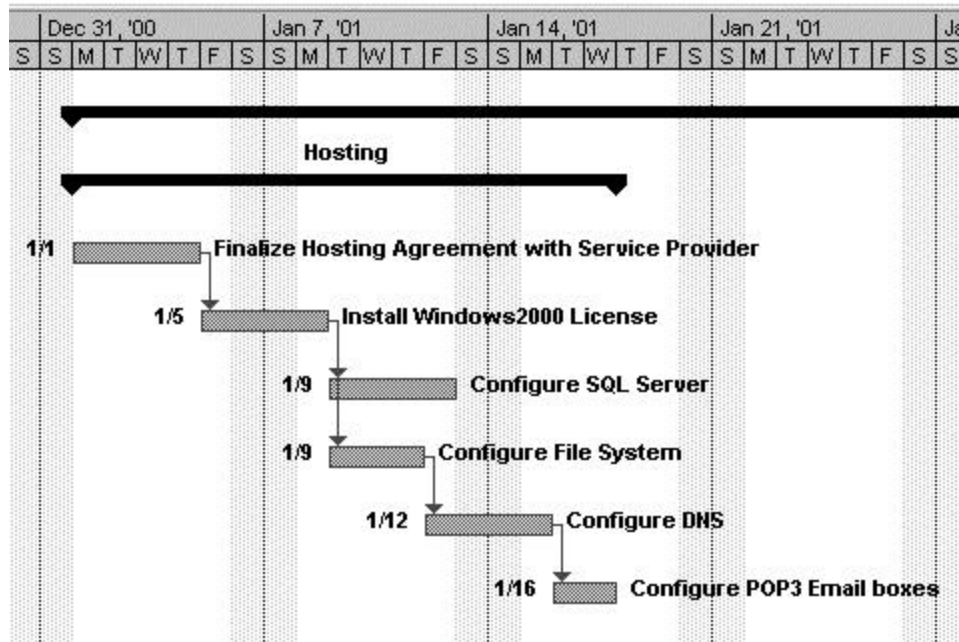 Dec 31, '00 Jan 7, '01 Jan 14, '01 Jan 21, '01 Ja
S S M T W T F S S M T W T F S S M T W T F S S M T W T F S S
Hosting
1/1 Finalize Hosting Agreement with Service Provider
1/5 Install Windows2000 License
1/9 Configure SQL Server
1/9 Configure File System
1/12 Configure DNS
1/16 Configure POP3 Email boxes